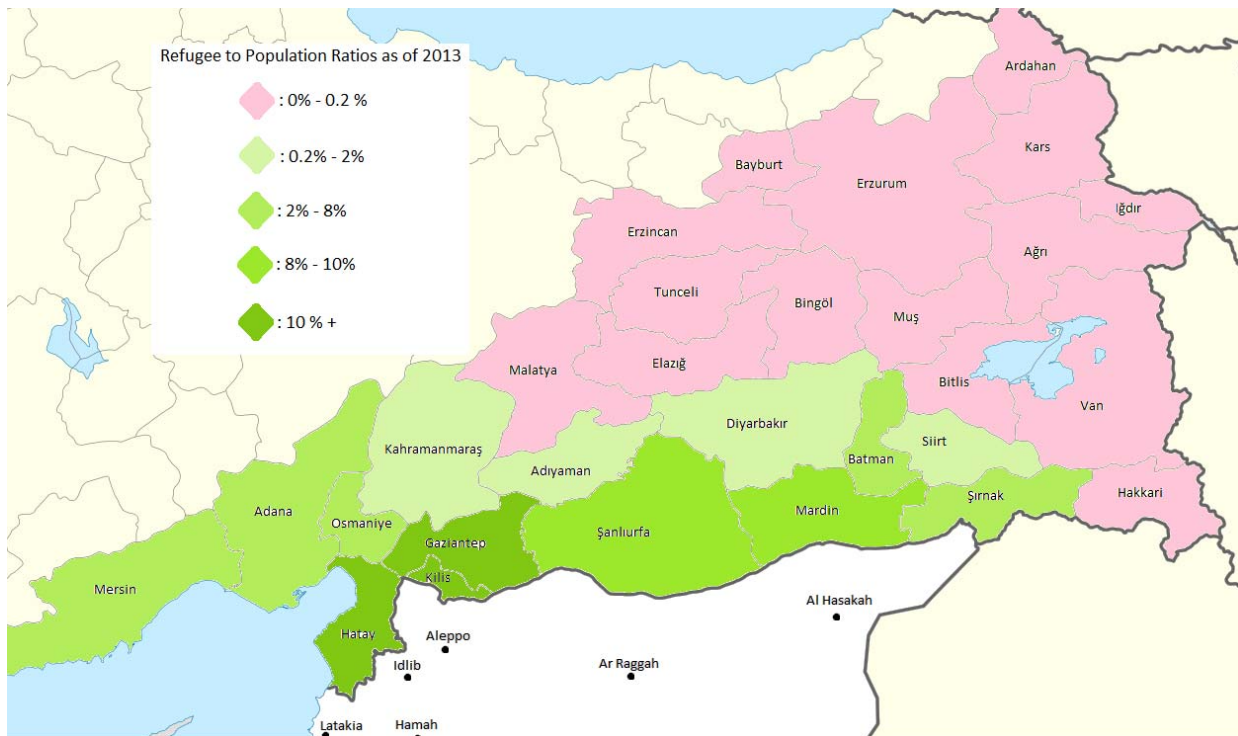 Refugee to Population Ratios as of 2013
: 0% - 0.2 %
: 0.2% - 2%
: 2% - 8%
: 8% - 10%
: 10 % +
Ardahan
Kars
Bayburt
Erzurum
Iğdır
Erzincan
Ağrı
Tunceli
Bingöl
Muş
Malatya
Elazığ
Bitlis
Van
Diyarbakır
Kahramanmaraş
Siirt
Batman
Adıyaman
Hakkari
Şırnak
Adana
Osmaniye
Mardin
Şanlıurfa
Gaziantep
Kilis
Mersin
Al Hasakah
Hatay
Aleppo
Idlib
Ar Raggah
Latakia
Hamah